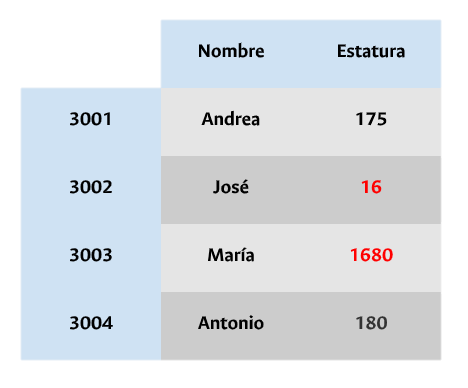 Nombre Estatura
3001 Andrea 175
3002 José 16
3003 María 1680
3004 Antonio 180